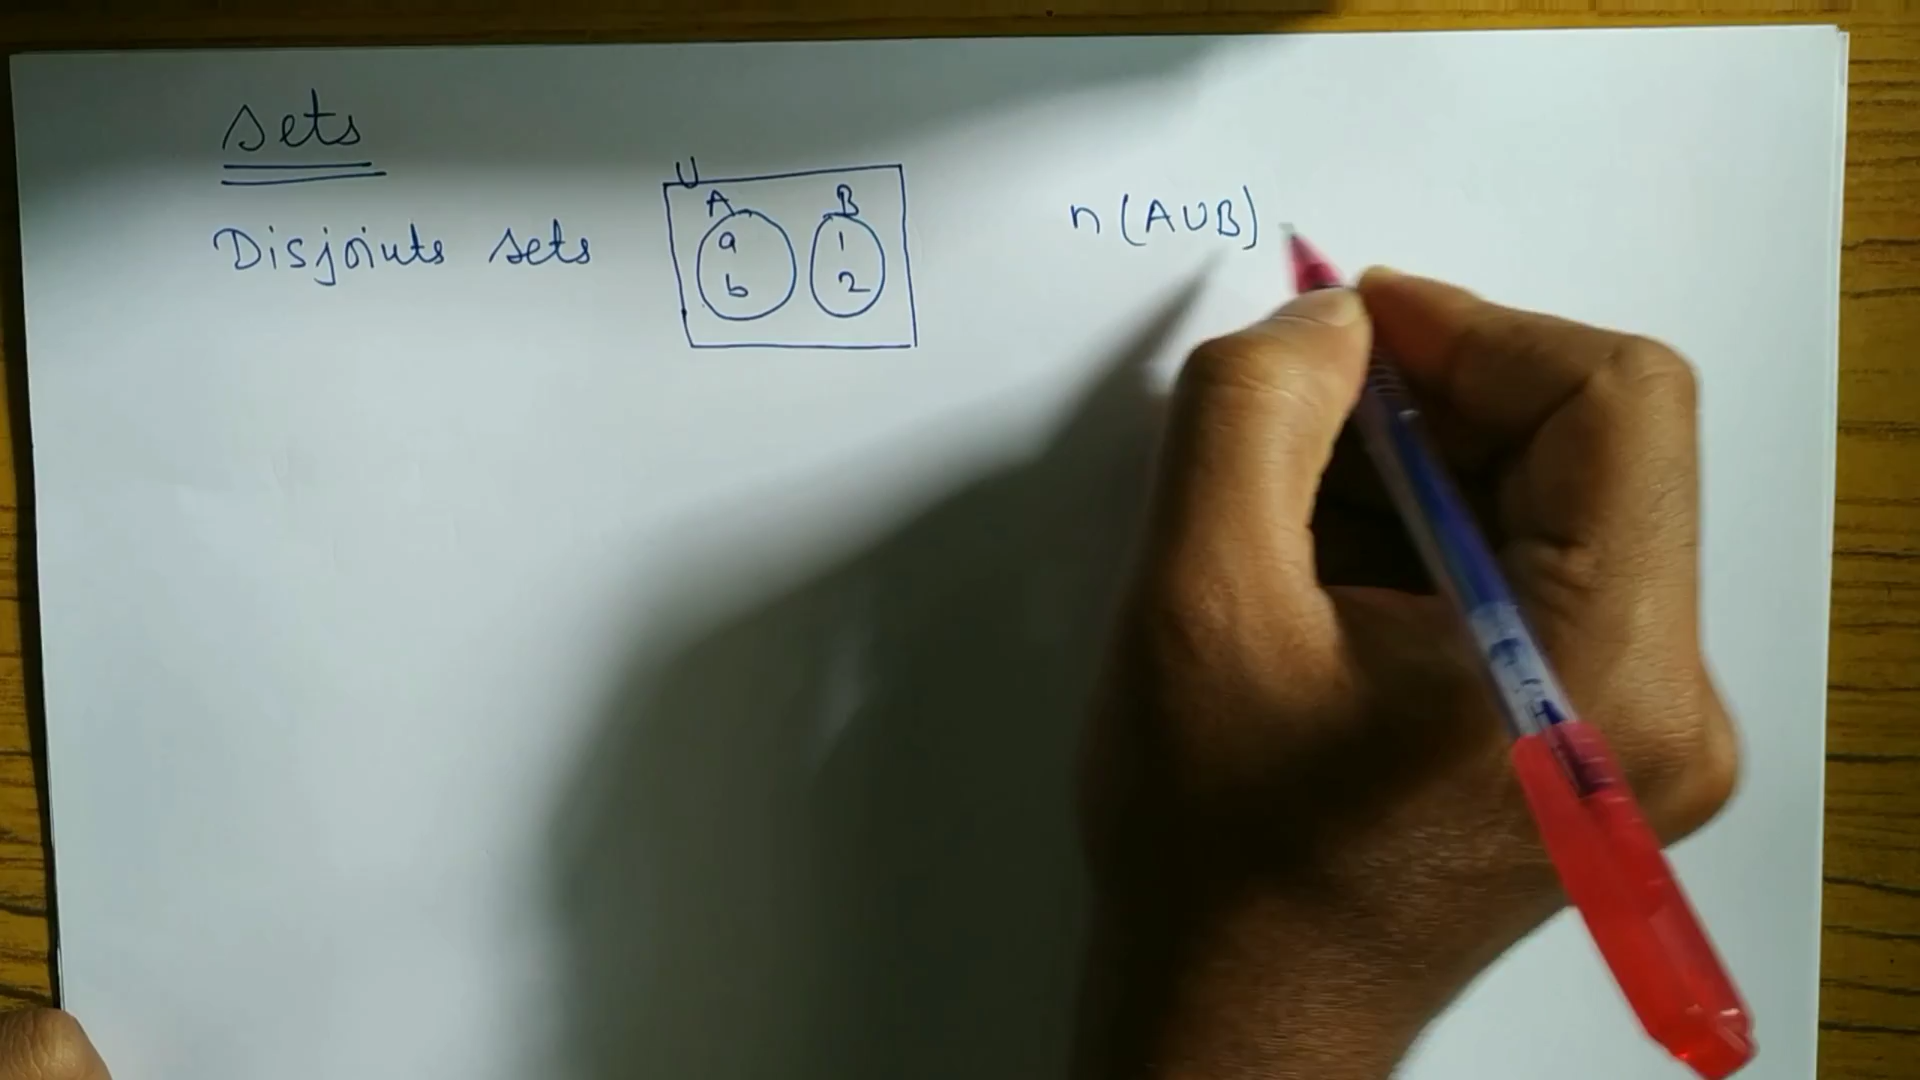 Sets
Disjoints sets
U
A B
a 1
b 2
n (A∪B)